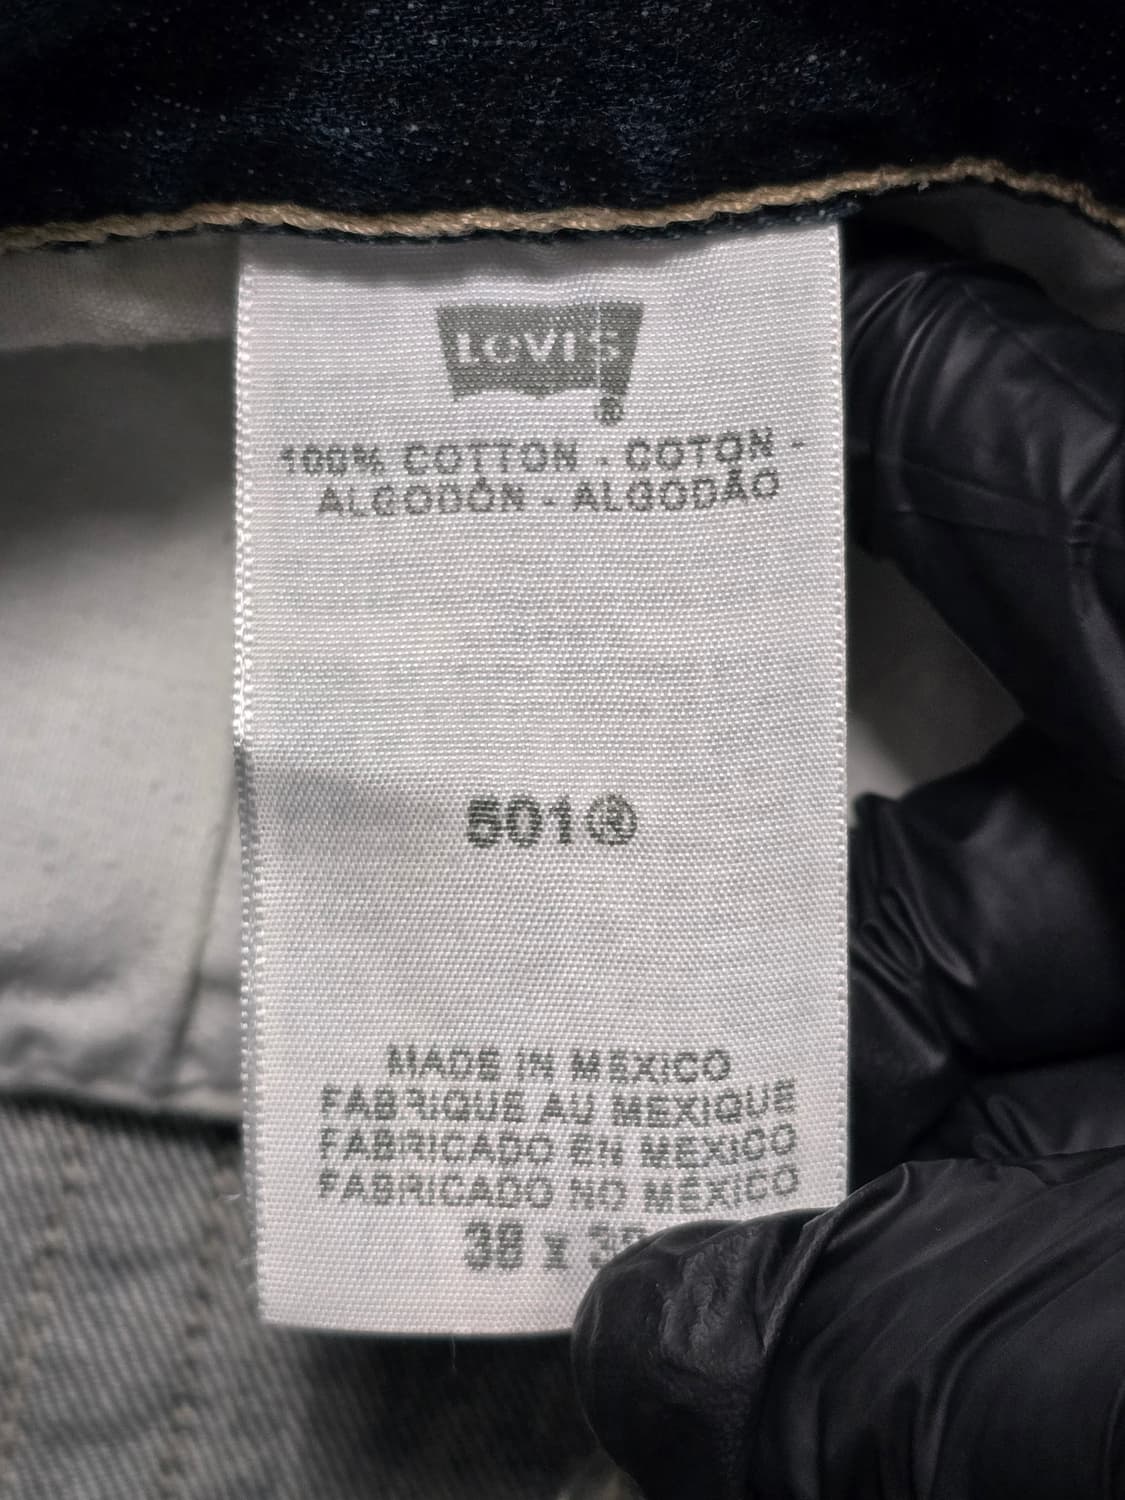 LEVI'S
®
100% COTTON - COTON -
ALGODÓN - ALGODÃO
501®
MADE IN MEXICO
FABRIQUE AU MEXIQUE
FABRICADO EN MEXICO
FABRICADO NO MÉXICO
38 x